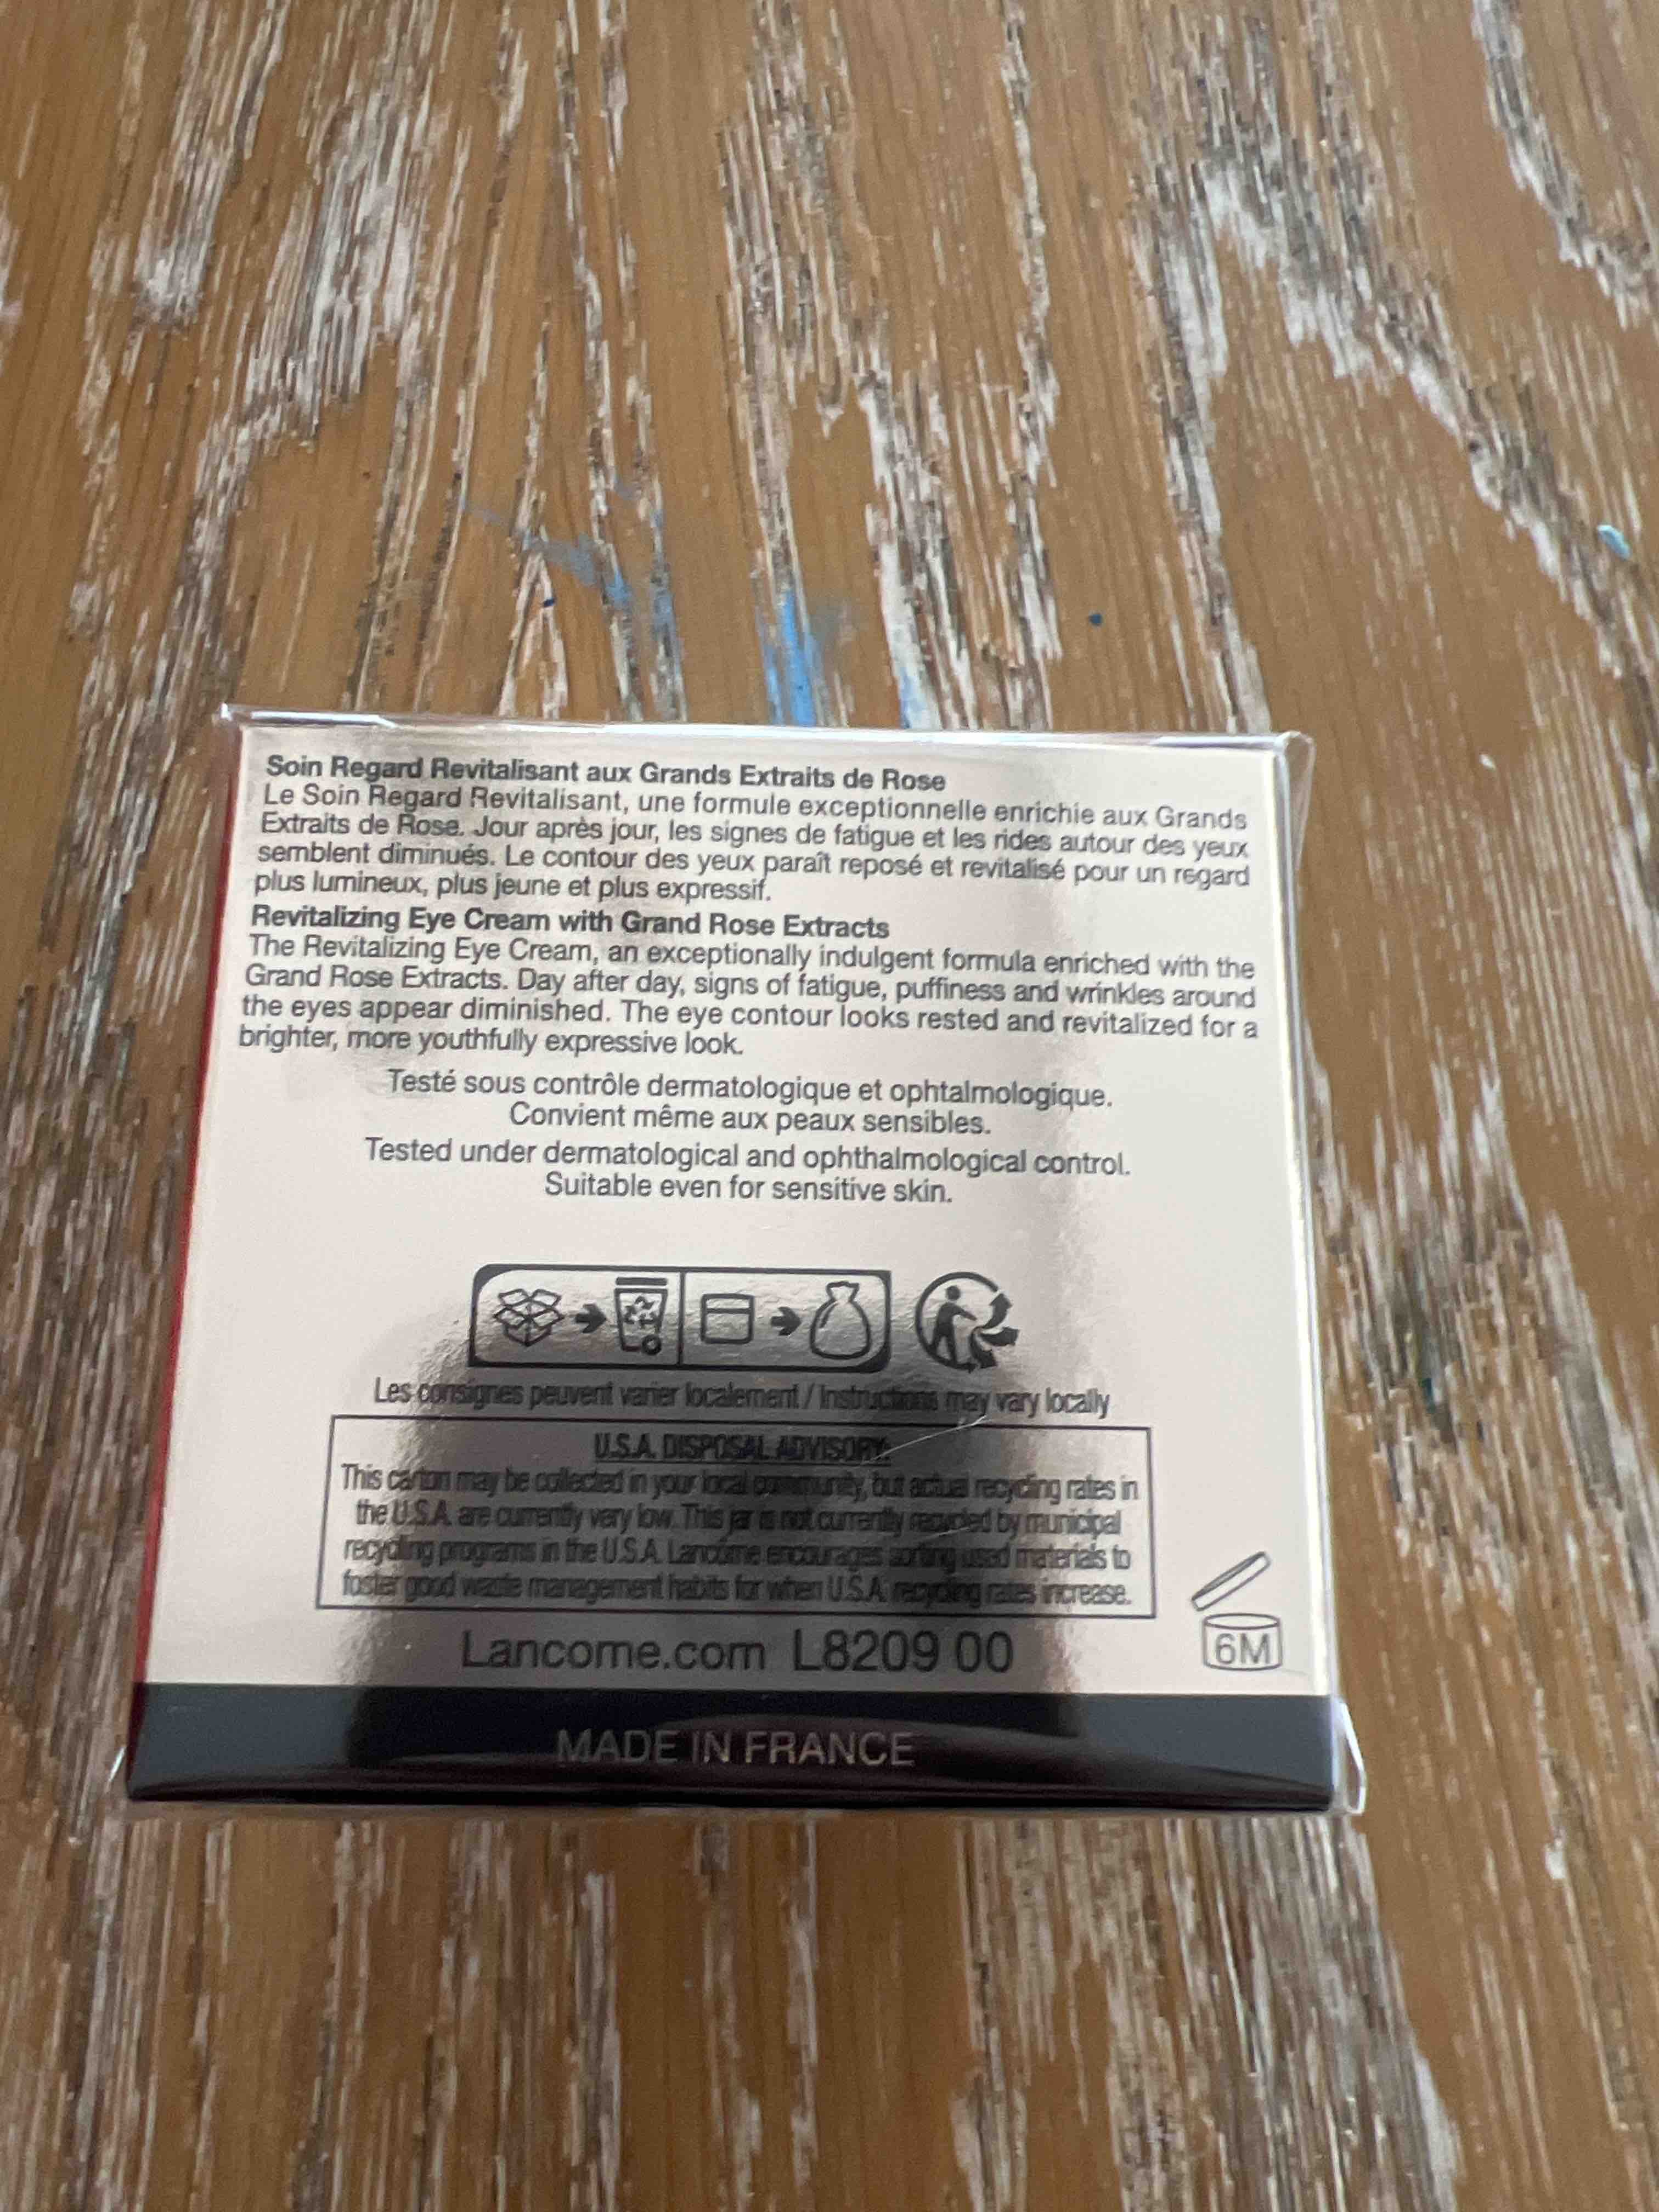 Soin Regard Revitalisant aux Grands Extraits de Rose
Le Soin Regard Revitalisant, une formule exceptionnelle enrichie aux Grands
Extraits de Rose. Jour après jour, les signes de fatigue et les rides autour des yeux
semblent diminués. Le contour des yeux paraît reposé et revitalisé pour un regard
plus lumineux, plus jeune et plus expressif.
Revitalizing Eye Cream with Grand Rose Extracts
The Revitalizing Eye Cream, an exceptionally indulgent formula enriched with the
Grand Rose Extracts. Day after day, signs of fatigue, puffiness and wrinkles around
the eyes appear diminished. The eye contour looks rested and revitalized for a
brighter, more youthfully expressive look.
Testé sous contrôle dermatologique et ophtalmologique.
Convient même aux peaux sensibles.
Tested under dermatological and ophthalmological control.
Suitable even for sensitive skin.
Les consignes peuvent varier localement / Instructions may vary locally
U.S.A. DISPOSAL ADVISORY:
This carton may be collected in your local community, but actual recycling rates in
the U.S.A. are currently very low. This jar is not currently recycled by municipal
recycling programs in the U.S.A. Lancôme encourages sorting used materials to
foster good waste management habits for when U.S.A. recycling rates increase.
Lancome.com L8209 00
6M
MADE IN FRANCE